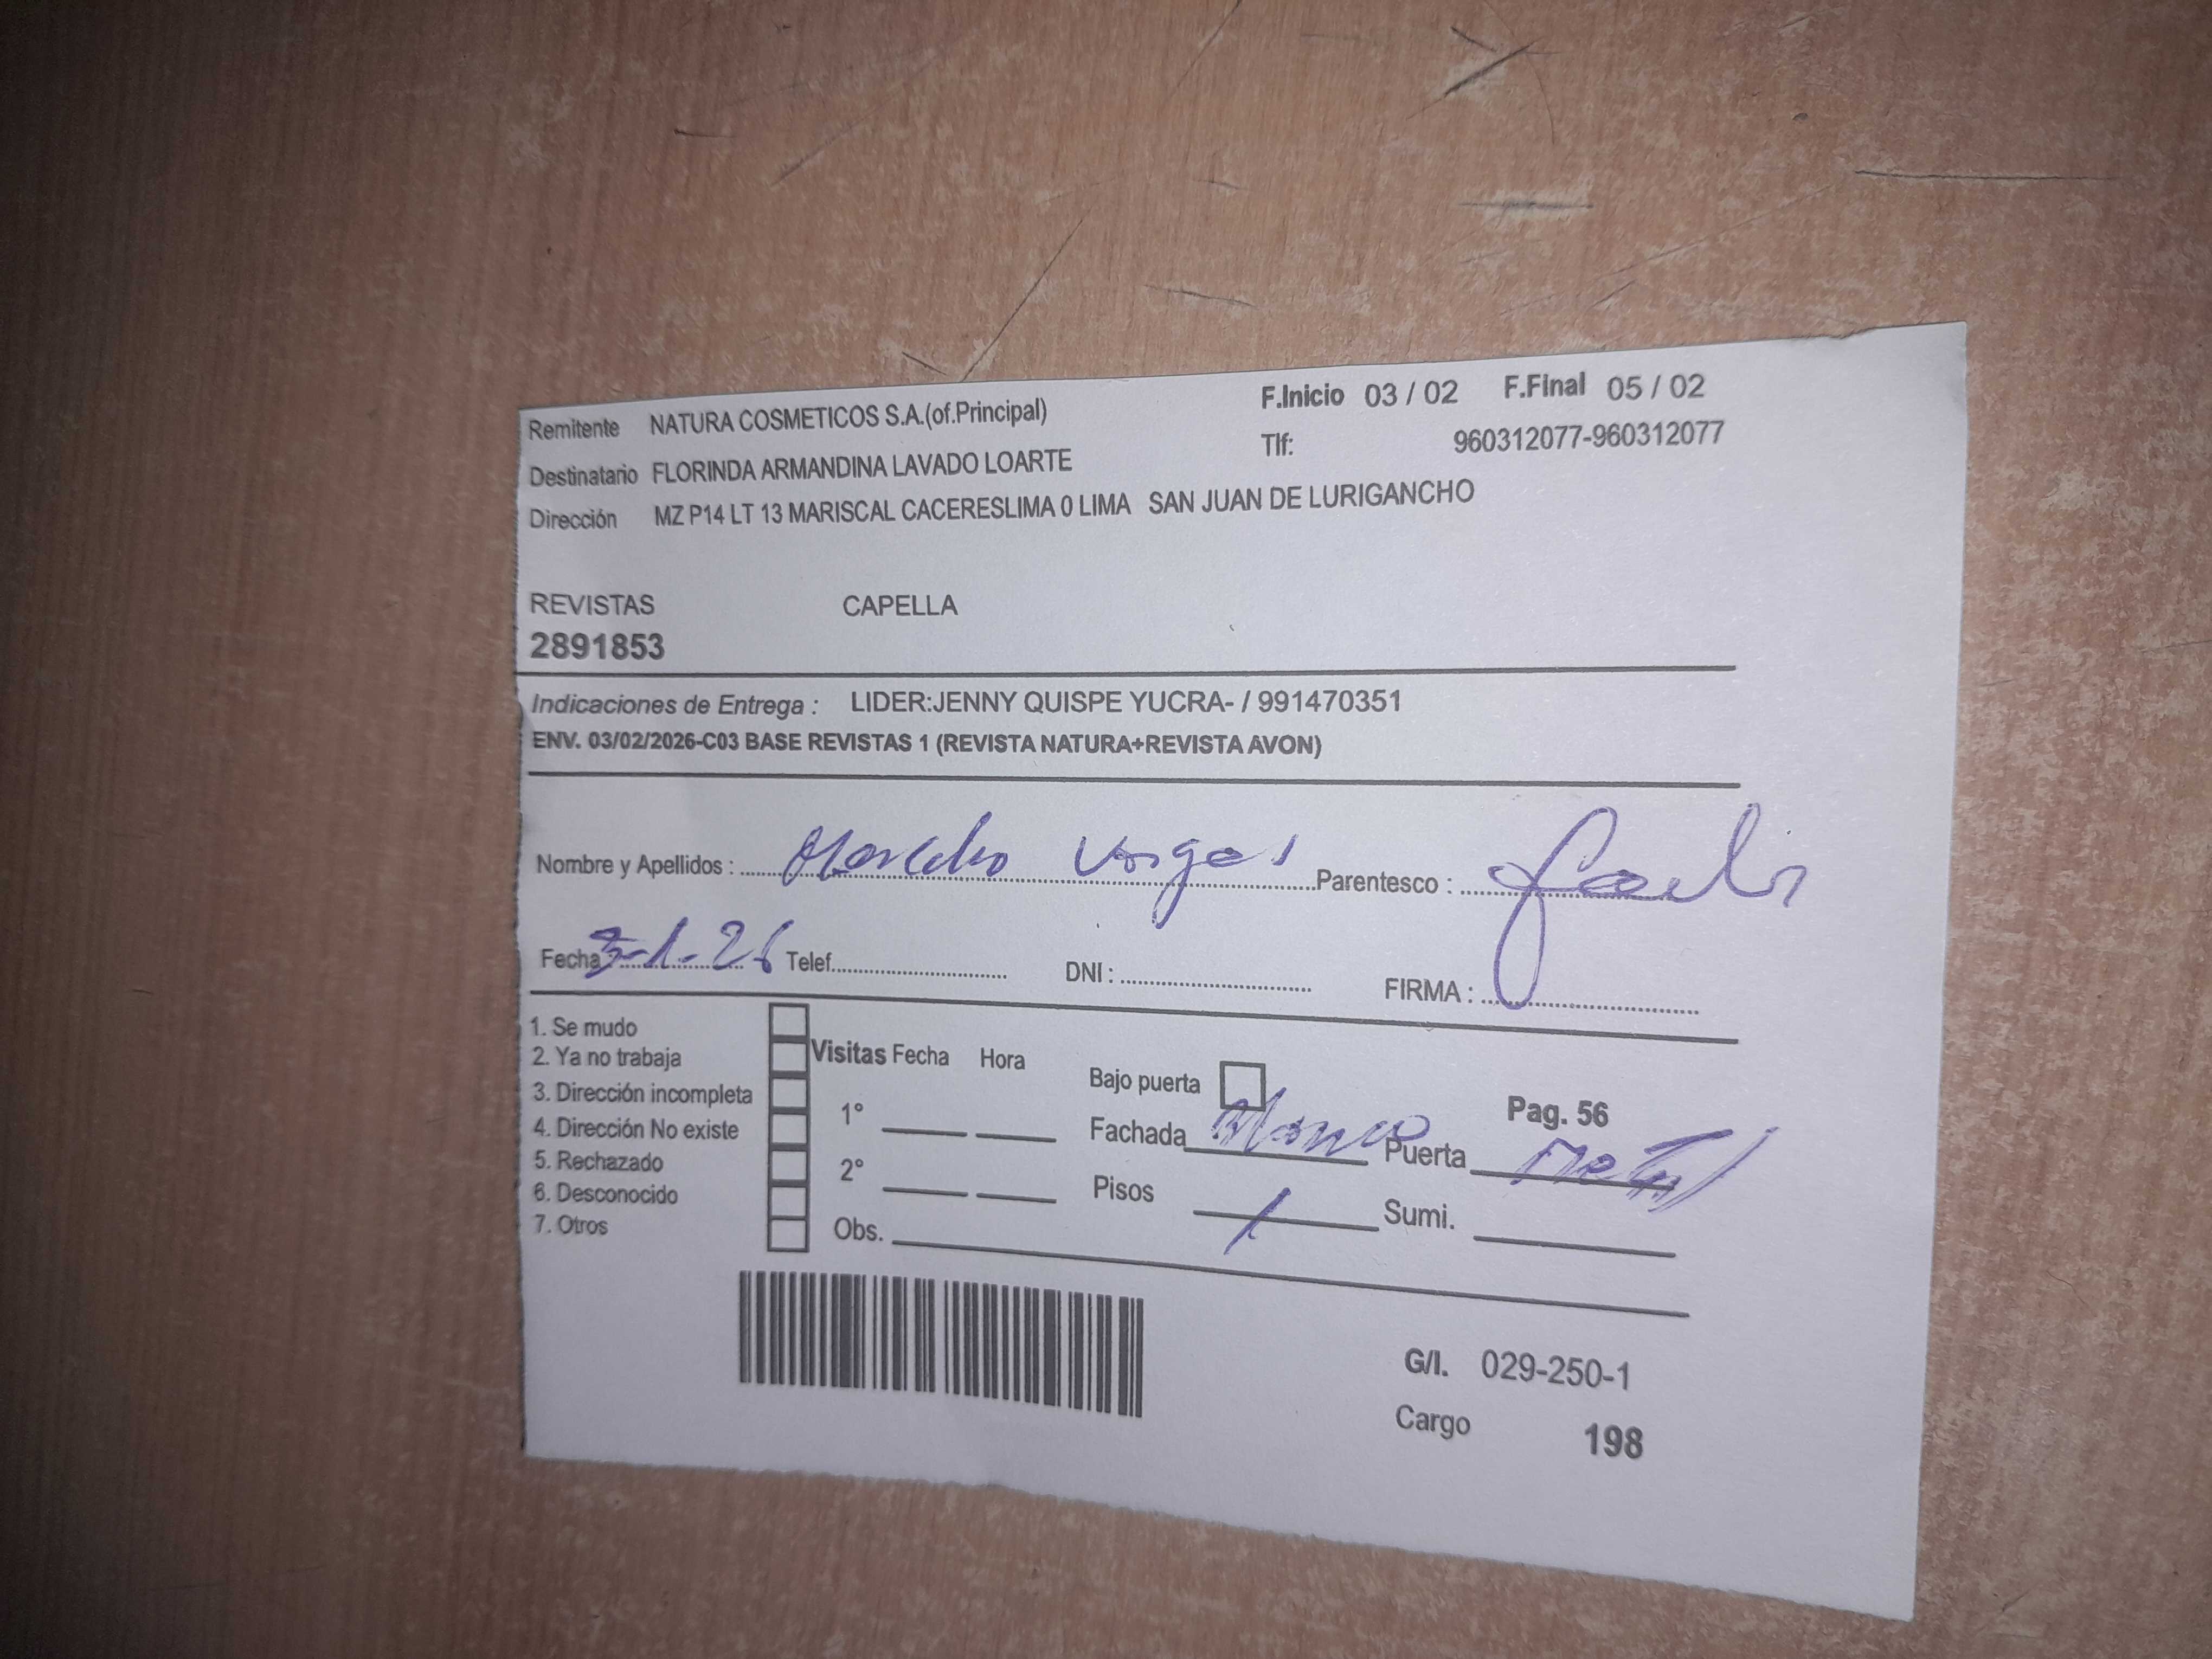 Remitente NATURA COSMETICOS S.A.(of.Principal) F.Inicio 03 / 02 F.Final 05 / 02
Destinatario FLORINDA ARMANDINA LAVADO LOARTE Tlf: 960312077-960312077
Dirección MZ P14 LT 13 MARISCAL CACERESLIMA 0 LIMA SAN JUAN DE LURIGANCHO
REVISTAS CAPELLA
2891853
Indicaciones de Entrega : LIDER:JENNY QUISPE YUCRA- / 991470351
ENV. 03/02/2026-C03 BASE REVISTAS 1 (REVISTA NATURA+REVISTA AVON)
Nombre y Apellidos : Vargas Parentesco :
Fecha Telef. DNI : FIRMA :
1. Se mudo
2. Ya no trabaja
3. Dirección incompleta
4. Dirección No existe
5. Rechazado
6. Desconocido
7. Otros
Visitas Fecha Hora
1°
2°
Obs.
Bajo puerta
Fachada Blanco Puerta Metal
Pisos 1 Sumi.
Pag. 56
G/I. 029-250-1
Cargo 198